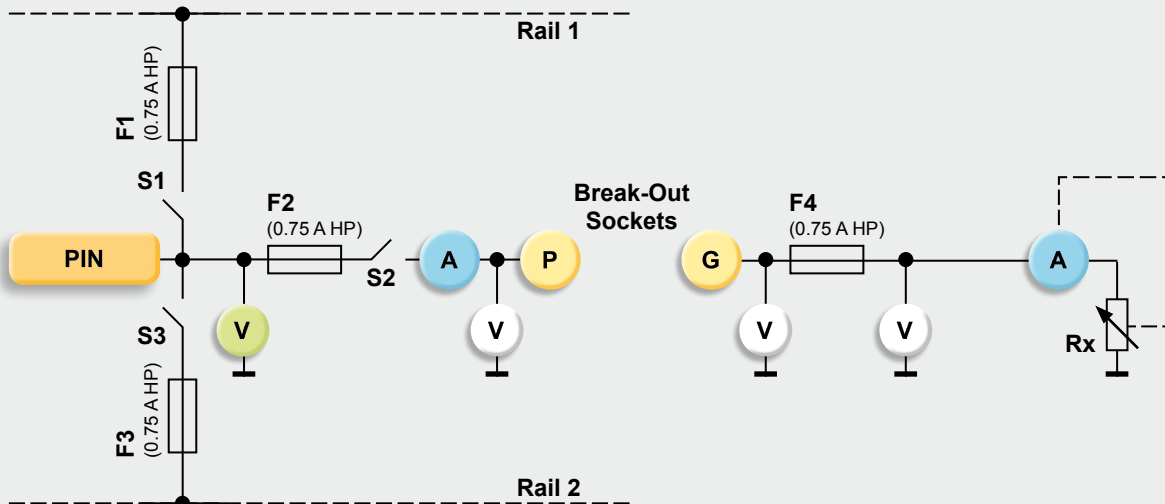 Rail 1
F1
(0.75 A HP)
S1
Break-Out
Sockets
F2
(0.75 A HP)
F4
(0.75 A HP)
PIN
S2
A
P
G
A
S3
V
V
V
V
Rx
F3
(0.75 A HP)
Rail 2